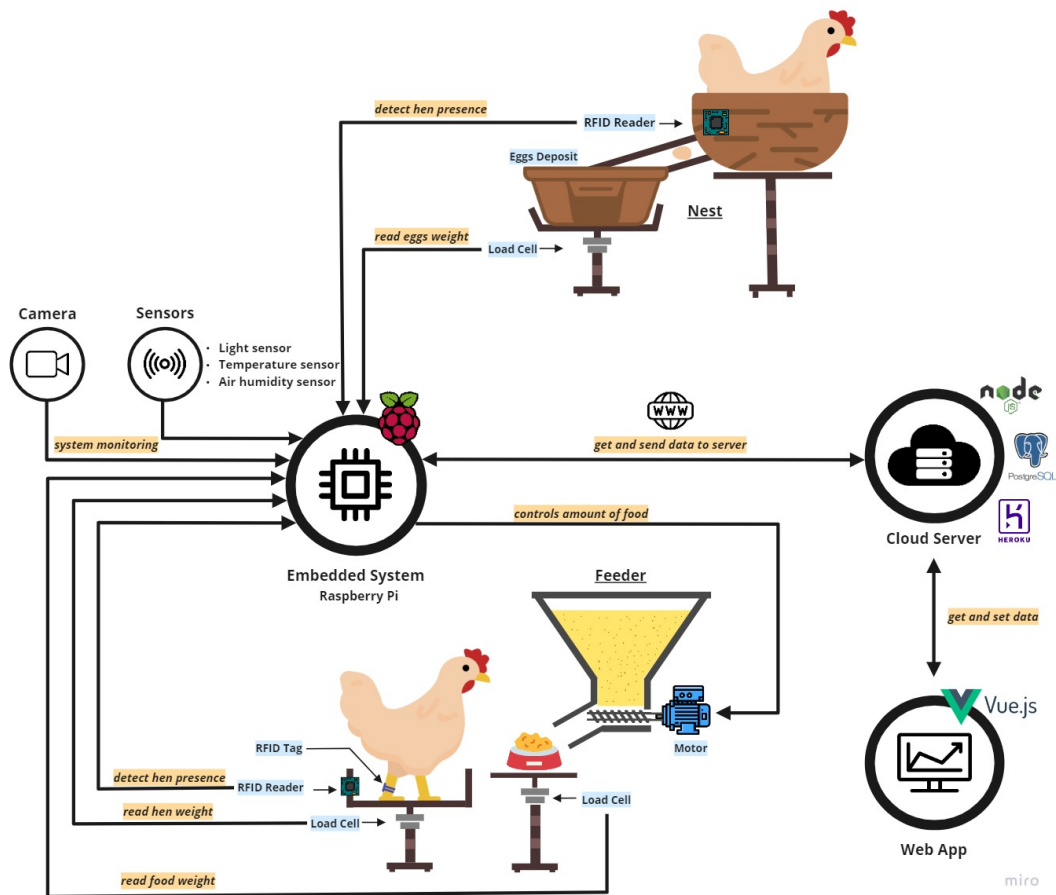 detect hen presence
RFID Reader
Eggs Deposit
Nest
read eggs weight
Load Cell
Camera
Sensors
Light sensor
Temperature sensor
Air humidity sensor
node
JS
WWW
system monitoring
get and send data to server
PostgreSQL
controls amount of food
HEROKU
Cloud Server
Embedded System
Raspberry Pi
Feeder
get and set data
Vue.js
RFID Tag
Motor
detect hen presence
RFID Reader
Load Cell
read hen weight
Load Cell
Web App
read food weight
miro